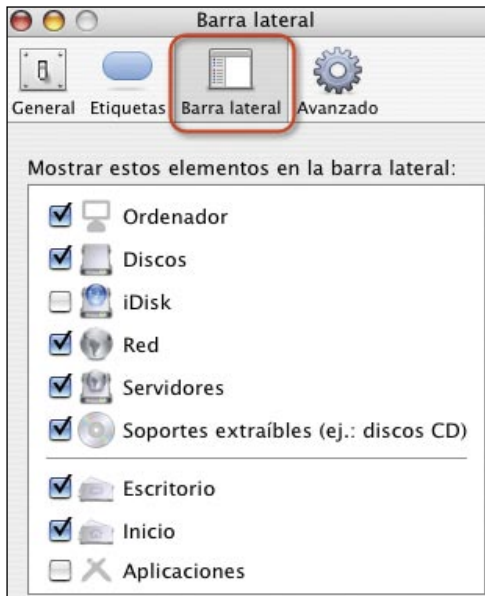 Barra lateral
General Etiquetas Barra lateral Avanzado
Mostrar estos elementos en la barra lateral:
Ordenador
Discos
iDisk
Red
Servidores
Soportes extraíbles (ej.: discos CD)
Escritorio
Inicio
Aplicaciones